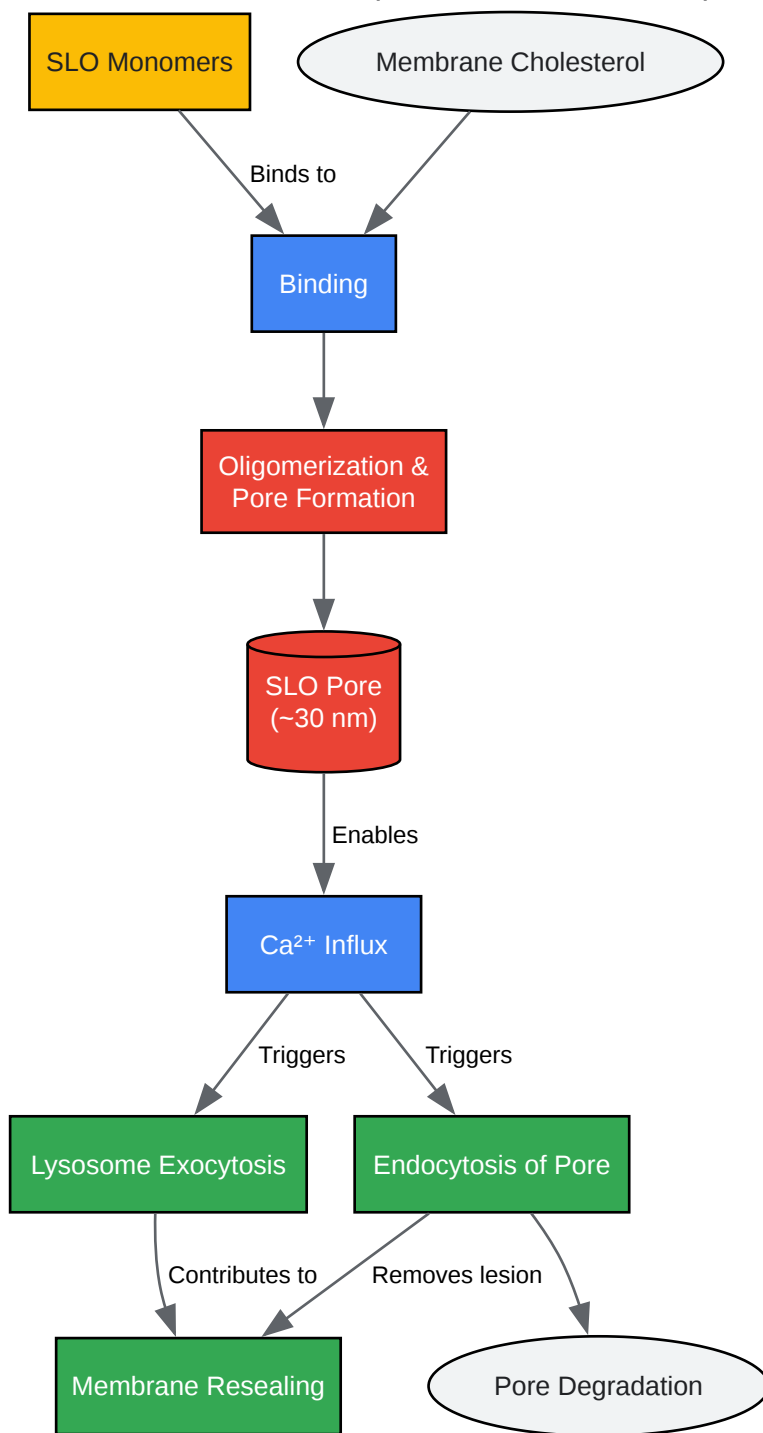 SLO Monomers
Membrane Cholesterol
Binds to
Binding
Oligomerization &
Pore Formation
SLO Pore
(~30 nm)
Enables
Ca²⁺ Influx
Triggers
Triggers
Lysosome Exocytosis
Endocytosis of Pore
Contributes to
Removes lesion
Membrane Resealing
Pore Degradation